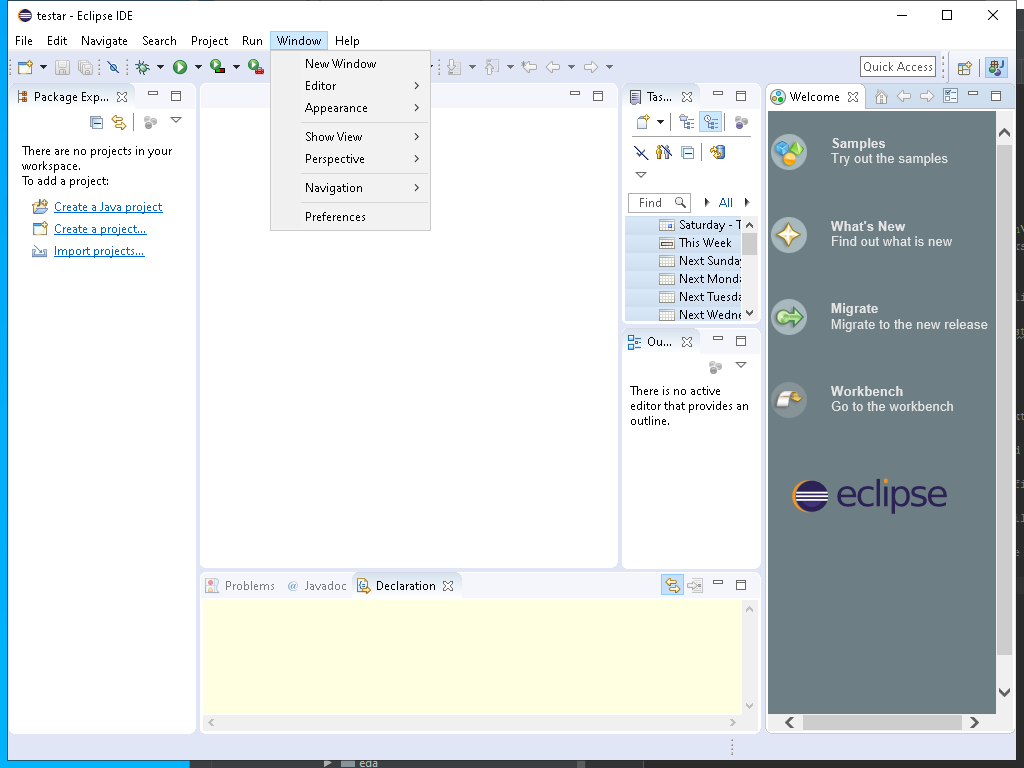 testar - Eclipse IDE
File Edit Navigate Search Project Run Window Help
New Window
Editor
Appearance
Show View
Perspective
Navigation
Preferences
Quick Access
Package Exp...
There are no projects in your
workspace.
To add a project:
Create a Java project
Create a project...
Import projects...
Tas...
Find All
Saturday - T
This Week
Next Sunday
Next Monda
Next Tuesda
Next Wedne
Ou...
There is no active
editor that provides an
outline.
Welcome
Samples
Try out the samples
What's New
Find out what is new
Migrate
Migrate to the new release
Workbench
Go to the workbench
eclipse
Problems @ Javadoc Declaration
eda